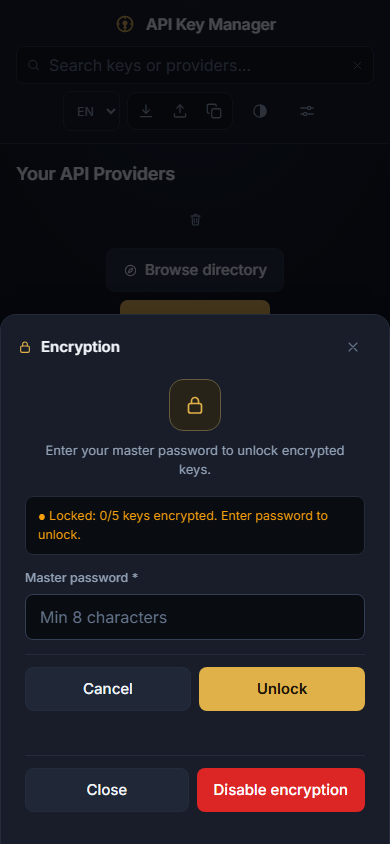 API Key Manager
Search keys or providers...
EN
Your API Providers
Browse directory
Encryption
Enter your master password to unlock encrypted
keys.
● Locked: 0/5 keys encrypted. Enter password to
unlock.
Master password *
Min 8 characters
Cancel
Unlock
Close
Disable encryption